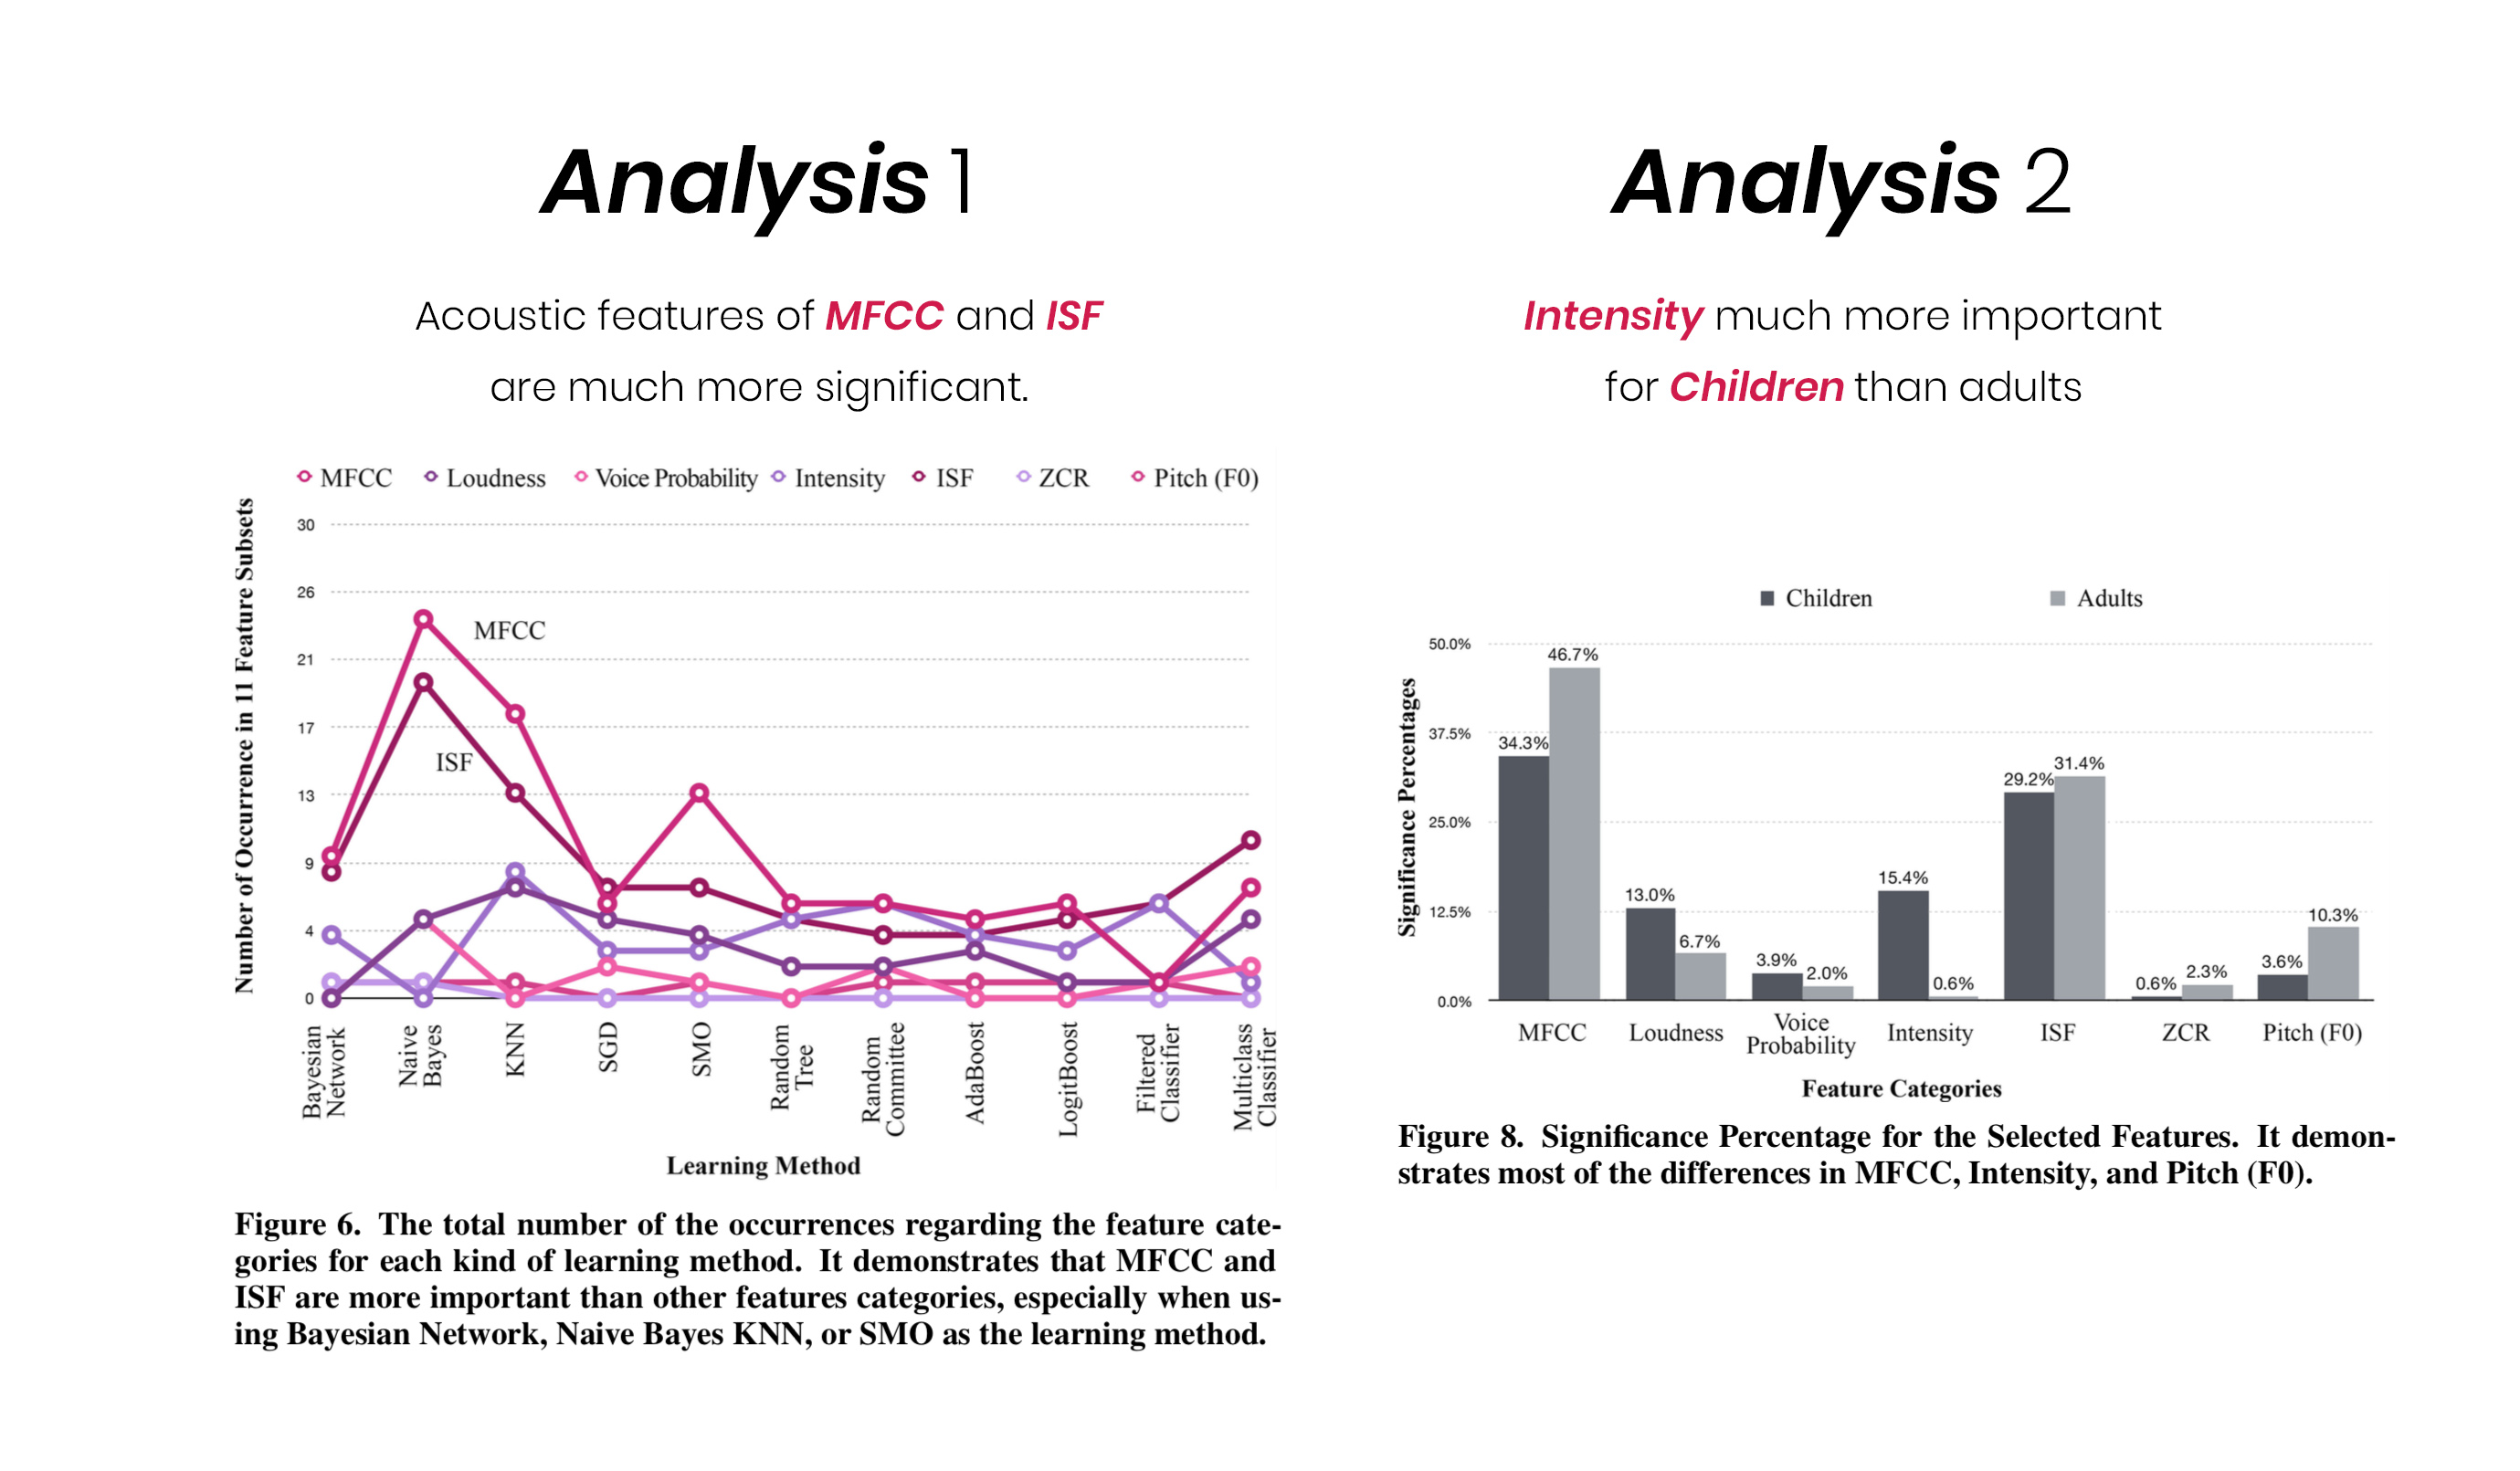 Analysis 1
Acoustic features of MFCC and ISF
are much more significant.
MFCC Loudness Voice Probability Intensity ISF ZCR Pitch (F0)
Number of Occurrence in 11 Feature Subsets
30
26
21
17
13
9
4
0
MFCC
ISF
Bayesian
Network
Naive
Bayes
KNN
SGD
SMO
Random
Tree
Random
Committee
AdaBoost
LogitBoost
Filtered
Classifier
Multiclass
Classifier
Learning Method
Figure 6. The total number of the occurrences regarding the feature cate-
gories for each kind of learning method. It demonstrates that MFCC and
ISF are more important than other features categories, especially when us-
ing Bayesian Network, Naive Bayes KNN, or SMO as the learning method.
Analysis 2
Intensity much more important
for Children than adults
Children Adults
Significance Percentages
50.0%
37.5%
25.0%
12.5%
0.0%
34.3%
46.7%
13.0%
6.7%
3.9%
2.0%
15.4%
0.6%
29.2%
31.4%
0.6%
2.3%
3.6%
10.3%
MFCC
Loudness
Voice
Probability
Intensity
ISF
ZCR
Pitch (F0)
Feature Categories
Figure 8. Significance Percentage for the Selected Features. It demon-
strates most of the differences in MFCC, Intensity, and Pitch (F0).